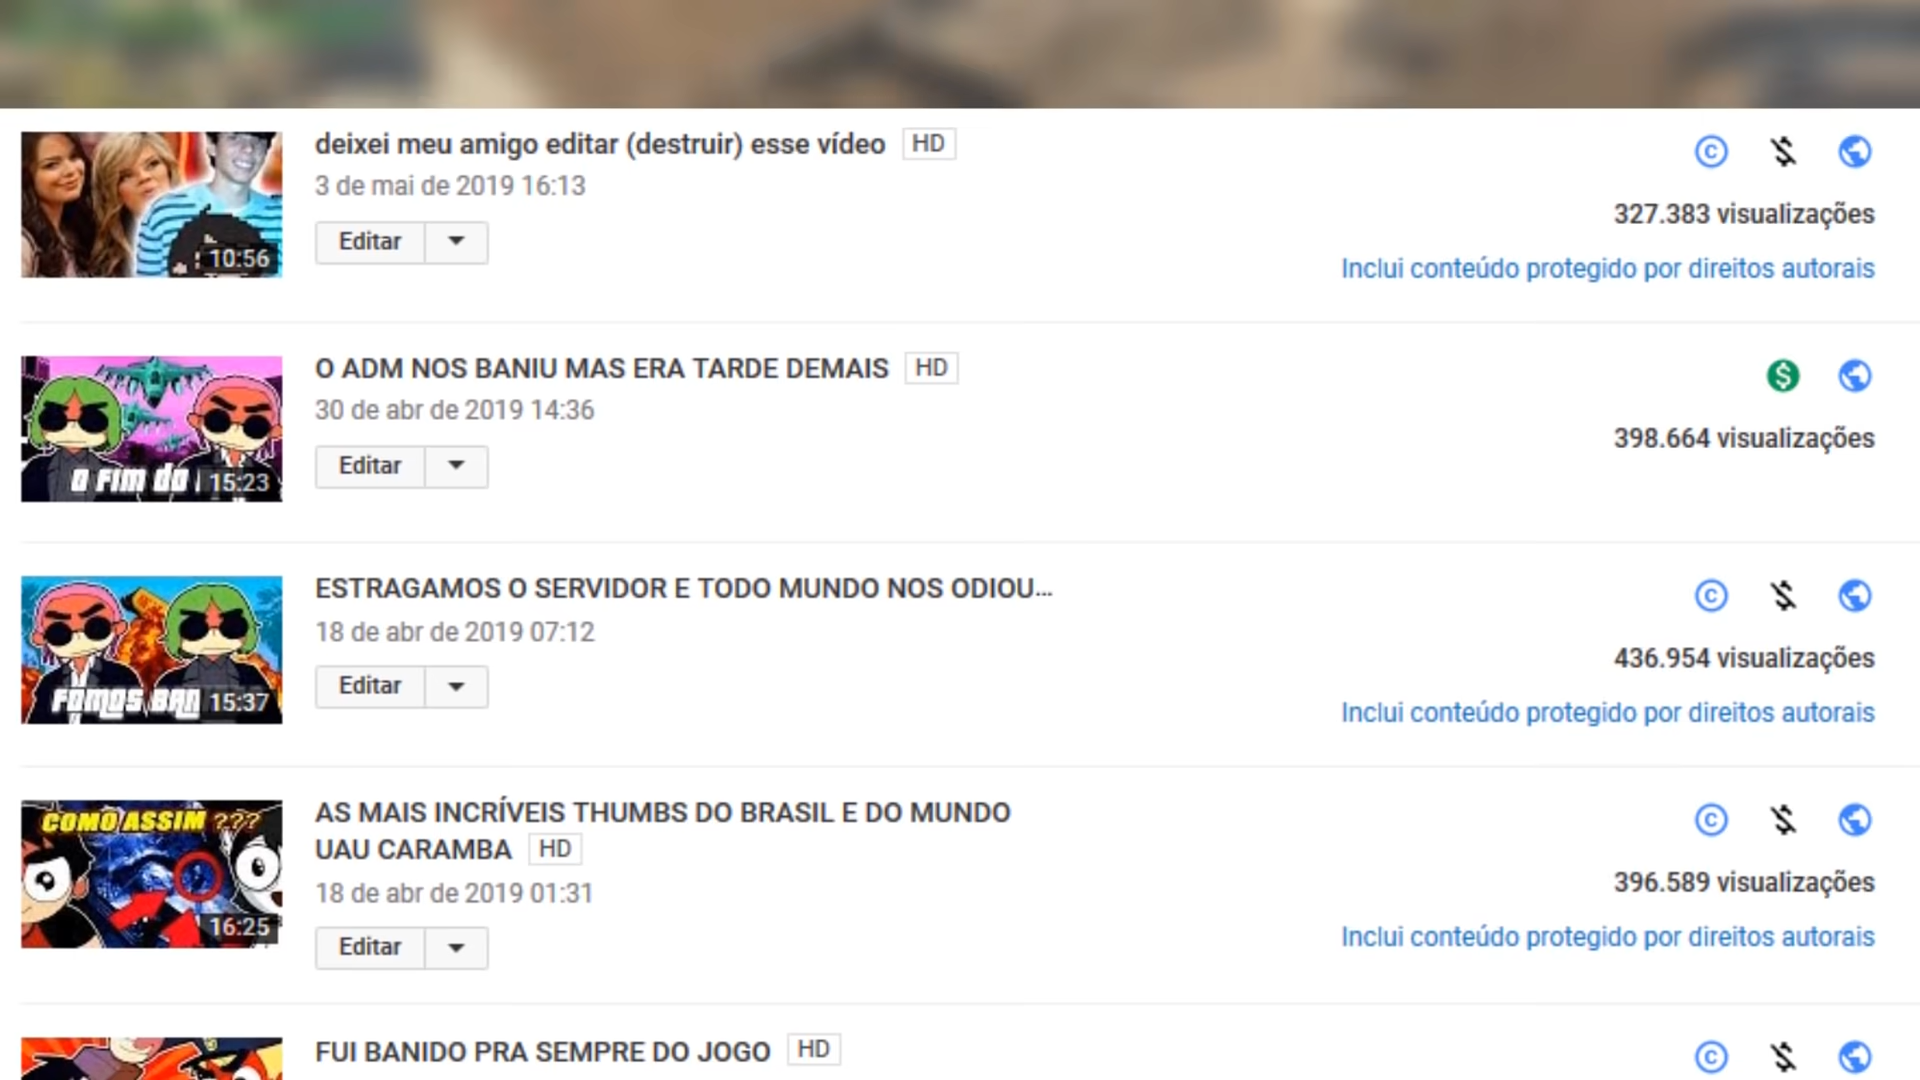 deixei meu amigo editar (destruir) esse vídeo HD
3 de mai de 2019 16:13
Editar
10:56
327.383 visualizações
Inclui conteúdo protegido por direitos autorais
O ADM NOS BANIU MAS ERA TARDE DEMAIS HD
30 de abr de 2019 14:36
Editar
O FIM DO
15:23
398.664 visualizações
ESTRAGAMOS O SERVIDOR E TODO MUNDO NOS ODIOU...
18 de abr de 2019 07:12
Editar
FOMOS BAN
15:37
436.954 visualizações
Inclui conteúdo protegido por direitos autorais
AS MAIS INCRÍVEIS THUMBS DO BRASIL E DO MUNDO
UAU CARAMBA HD
18 de abr de 2019 01:31
Editar
COMO ASSIM ???
16:25
396.589 visualizações
Inclui conteúdo protegido por direitos autorais
FUI BANIDO PRA SEMPRE DO JOGO HD